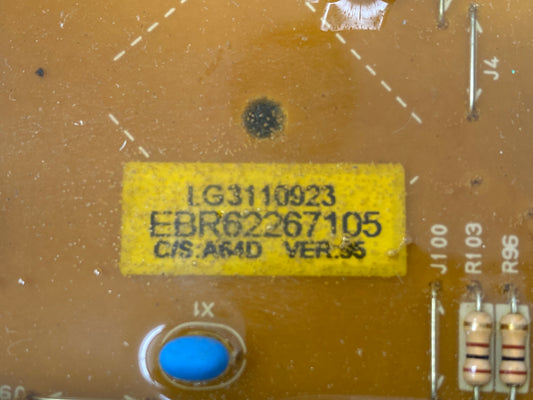 J4
LG3110923
EBR62267105
C/S:A64D VER:95
J100
R103
R96
X1